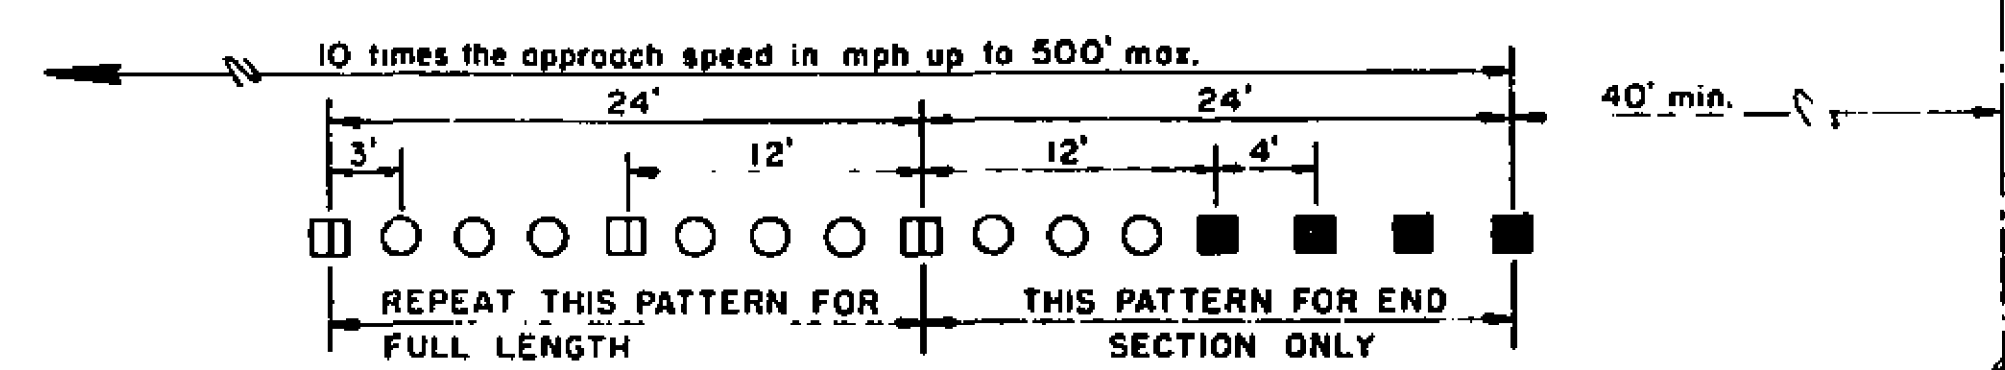 10 times the approach speed in mph up to 500' max.
24'
24'
40' min.
3'
12'
12'
4'
REPEAT THIS PATTERN FOR
FULL LENGTH
THIS PATTERN FOR END
SECTION ONLY